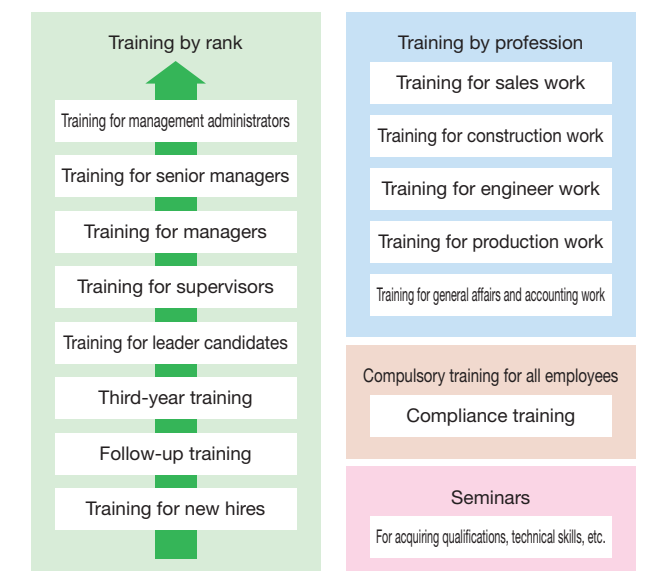 Training by rank
Training for management administrators
Training for senior managers
Training for managers
Training for supervisors
Training for leader candidates
Third-year training
Follow-up training
Training for new hires
Training by profession
Training for sales work
Training for construction work
Training for engineer work
Training for production work
Training for general affairs and accounting work
Compulsory training for all employees
Compliance training
Seminars
For acquiring qualifications, technical skills, etc.